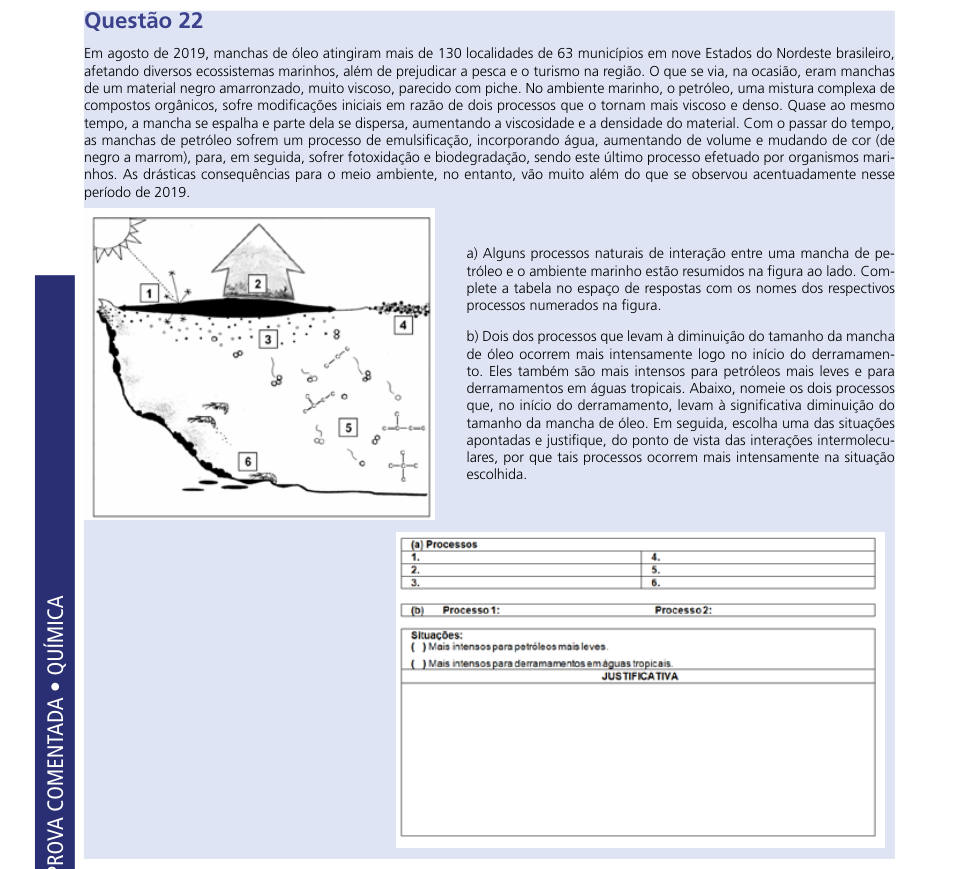 Questão 22
Em agosto de 2019, manchas de óleo atingiram mais de 130 localidades de 63 municípios em nove Estados do Nordeste brasileiro,
afetando diversos ecossistemas marinhos, além de prejudicar a pesca e o turismo na região. O que se via, na ocasião, eram manchas
de um material negro amarronzado, muito viscoso, parecido com piche. No ambiente marinho, o petróleo, uma mistura complexa de
compostos orgânicos, sofre modificações iniciais em razão de dois processos que o tornam mais viscoso e denso. Quase ao mesmo
tempo, a mancha se espalha e parte dela se dispersa, aumentando a viscosidade e a densidade do material. Com o passar do tempo,
as manchas de petróleo sofrem um processo de emulsificação, incorporando água, aumentando de volume e mudando de cor (de
negro a marrom), para, em seguida, sofrer fotoxidação e biodegradação, sendo este último processo efetuado por organismos mari-
nhos. As drásticas consequências para o meio ambiente, no entanto, vão muito além do que se observou acentuadamente nesse
período de 2019.
1
2
3
4
5
6
C
C
C
C
C
C
C
C
C
C
C
C
C
C
a) Alguns processos naturais de interação entre uma mancha de pe-
tróleo e o ambiente marinho estão resumidos na figura ao lado. Com-
plete a tabela no espaço de respostas com os nomes dos respectivos
processos numerados na figura.
b) Dois dos processos que levam à diminuição do tamanho da mancha
de óleo ocorrem mais intensamente logo no início do derramamen-
to. Eles também são mais intensos para petróleos mais leves e para
derramamentos em águas tropicais. Abaixo, nomeie os dois processos
que, no início do derramamento, levam à significativa diminuição do
tamanho da mancha de óleo. Em seguida, escolha uma das situações
apontadas e justifique, do ponto de vista das interações intermolecu-
lares, por que tais processos ocorrem mais intensamente na situação
escolhida.
(a) Processos
1. 4.
2. 5.
3. 6.
(b) Processo 1: Processo 2:
Situações:
( ) Mais intensos para petróleos mais leves.
( ) Mais intensos para derramamentos em águas tropicais.
JUSTIFICATIVA
PROVA COMENTADA • QUÍMICA